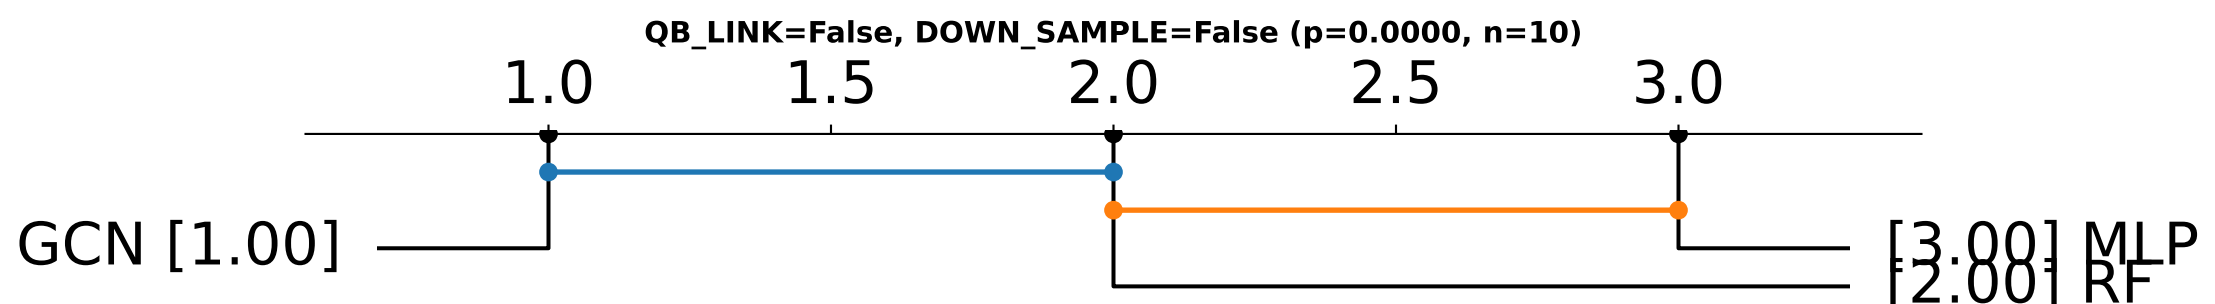 QB_LINK=False, DOWN_SAMPLE=False (p=0.0000, n=10)
1.0 1.5 2.0 2.5 3.0
GCN [1.00]
[3.00] MLP
[2.00] RF